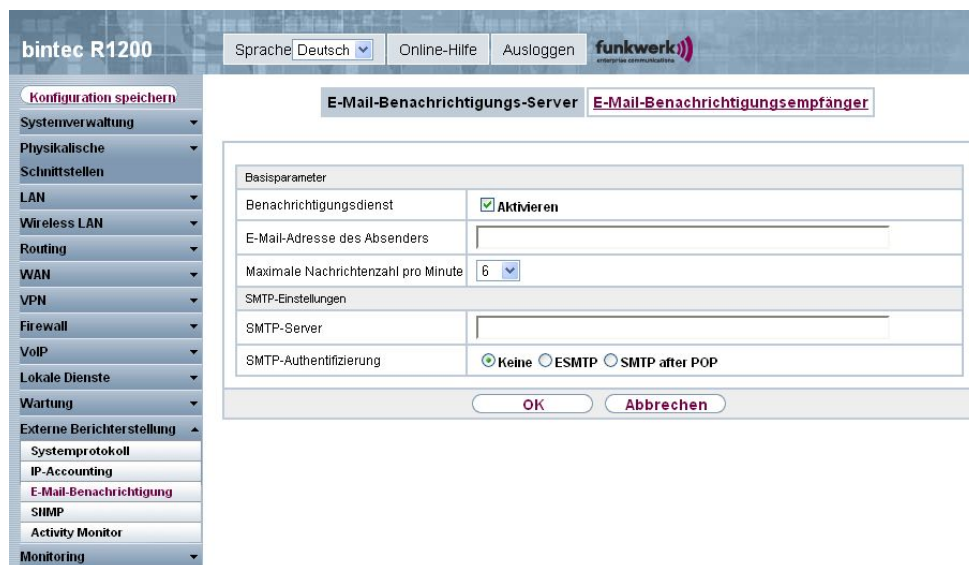 bintec R1200
Sprache Deutsch Online-Hilfe Ausloggen funkwerk
enterprise communications
Konfiguration speichern
Systemverwaltung
Physikalische
Schnittstellen
LAN
Wireless LAN
Routing
WAN
VPN
Firewall
VoIP
Lokale Dienste
Wartung
Externe Berichterstellung
Systemprotokoll
IP-Accounting
E-Mail-Benachrichtigung
SNMP
Activity Monitor
Monitoring
E-Mail-Benachrichtigungs-Server E-Mail-Benachrichtigungsempfänger
Basisparameter
Benachrichtigungsdienst Aktivieren
E-Mail-Adresse des Absenders
Maximale Nachrichtenzahl pro Minute 6
SMTP-Einstellungen
SMTP-Server
SMTP-Authentifizierung Keine ESMTP SMTP after POP
OK Abbrechen